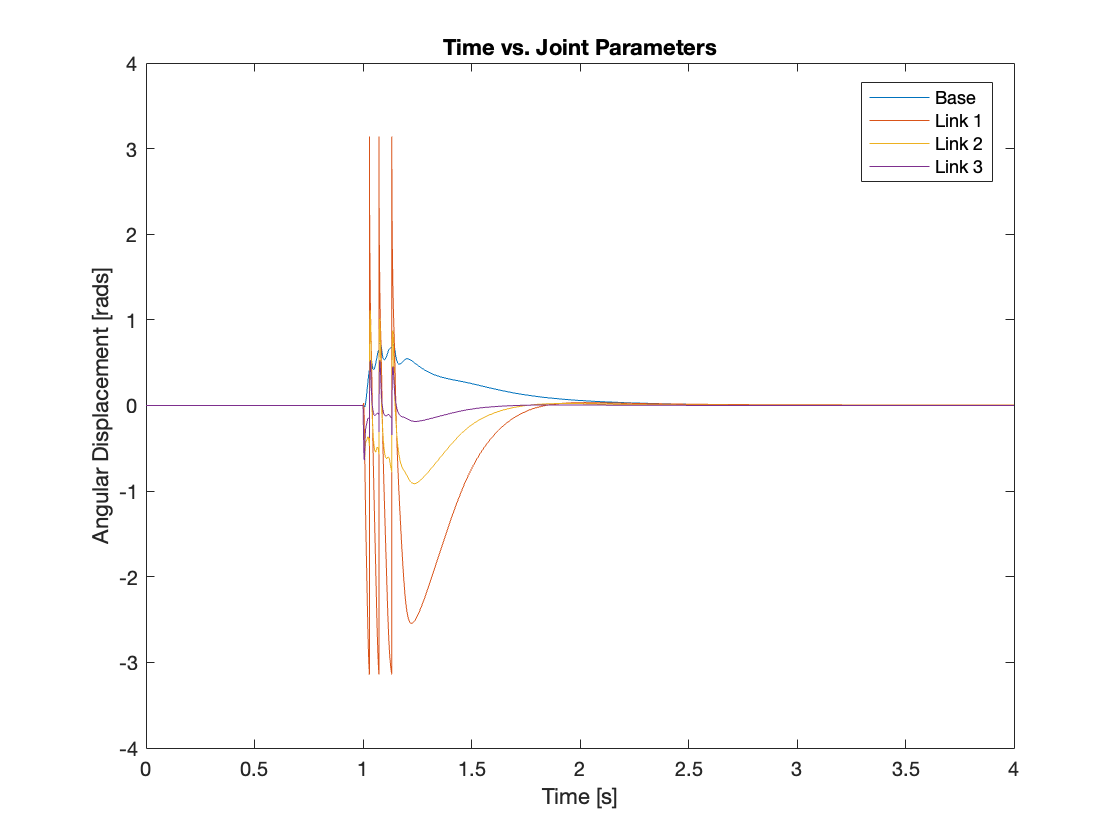 Time vs. Joint Parameters
4
3
2
1
0
-1
-2
-3
-4
Angular Displacement [rads]
Base
Link 1
Link 2
Link 3
0 0.5 1 1.5 2 2.5 3 3.5 4
Time [s]